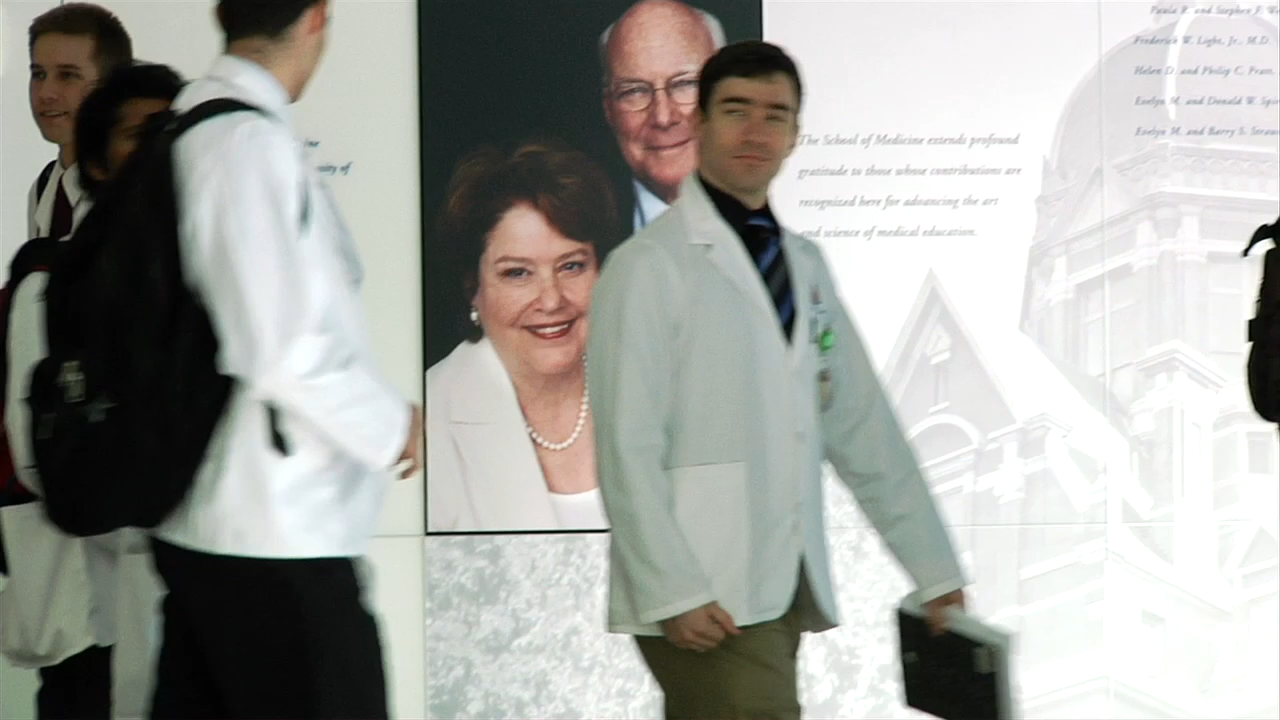 Paula R. and Stephen F.
Frederick W. Light, Jr., M.D.
Helen D. and Philip C. Pratt,
Evelyn M. and Donald W.
Evelyn M. and Barry S.
The School of Medicine extends profound
gratitude to those whose contributions are
recognized here for advancing the art
and science of medical education.
of